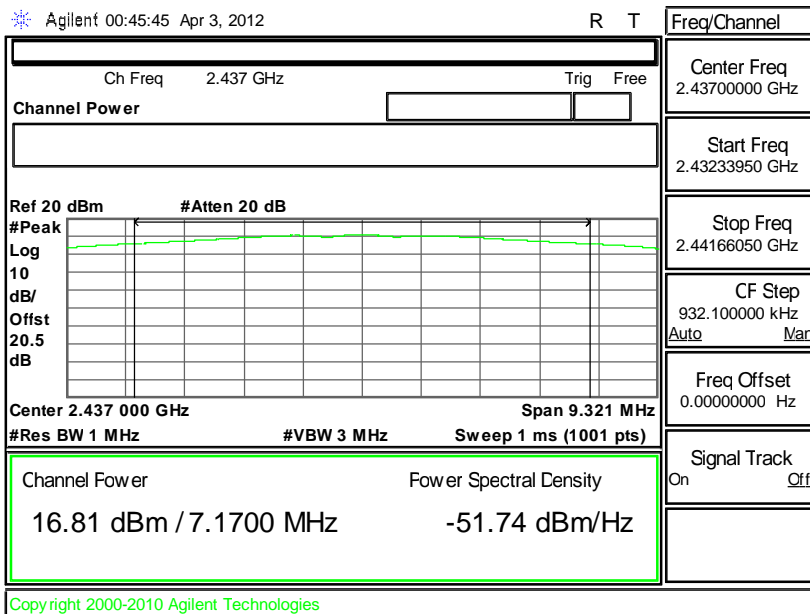 Agilent 00:45:45 Apr 3, 2012 R T
Freq/Channel
Ch Freq 2.437 GHz Trig Free
Channel Power
Center Freq
2.43700000 GHz
Start Freq
2.43233950 GHz
Stop Freq
2.44166050 GHz
CF Step
932.100000 kHz
Auto Man
Freq Offset
0.00000000 Hz
Signal Track
On Off
Ref 20 dBm #Atten 20 dB
#Peak
Log
10
dB/
Offst
20.5
dB
Center 2.437 000 GHz Span 9.321 MHz
#Res BW 1 MHz #VBW 3 MHz Sweep 1 ms (1001 pts)
Channel Power Power Spectral Density
16.81 dBm / 7.1700 MHz -51.74 dBm/Hz
Copyright 2000-2010 Agilent Technologies